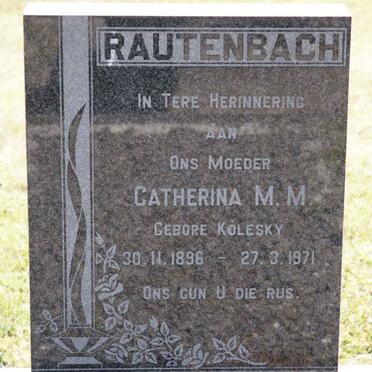 RAUTENBACH
IN TERE HERINNERING
AAN
ONS MOEDER
CATHERINA M. M.
GEBORE KOLESKY
30.11.1896 - 27.3.1971
ONS GUN U DIE RUS.